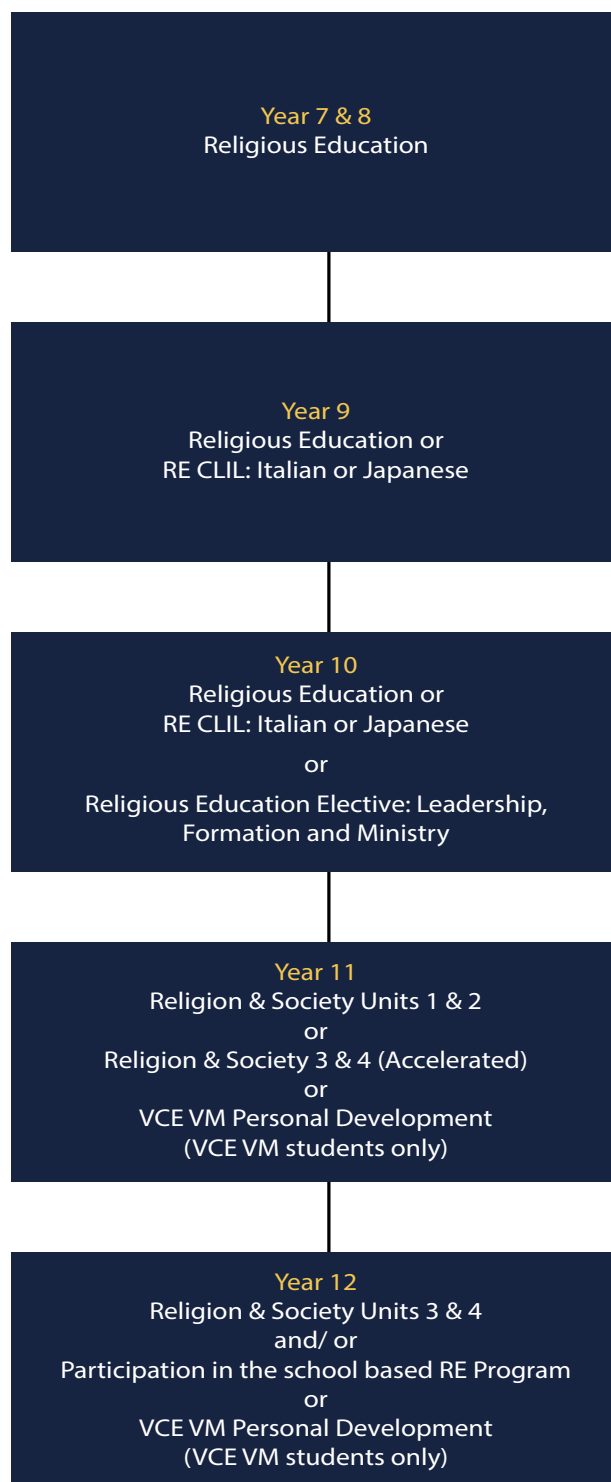 Year 7 & 8
Religious Education
Year 9
Religious Education or
RE CLIL: Italian or Japanese
Year 10
Religious Education or
RE CLIL: Italian or Japanese
or
Religious Education Elective: Leadership,
Formation and Ministry
Year 11
Religion & Society Units 1 & 2
or
Religion & Society 3 & 4 (Accelerated)
or
VCE VM Personal Development
(VCE VM students only)
Year 12
Religion & Society Units 3 & 4
and/ or
Participation in the school based RE Program
or
VCE VM Personal Development
(VCE VM students only)